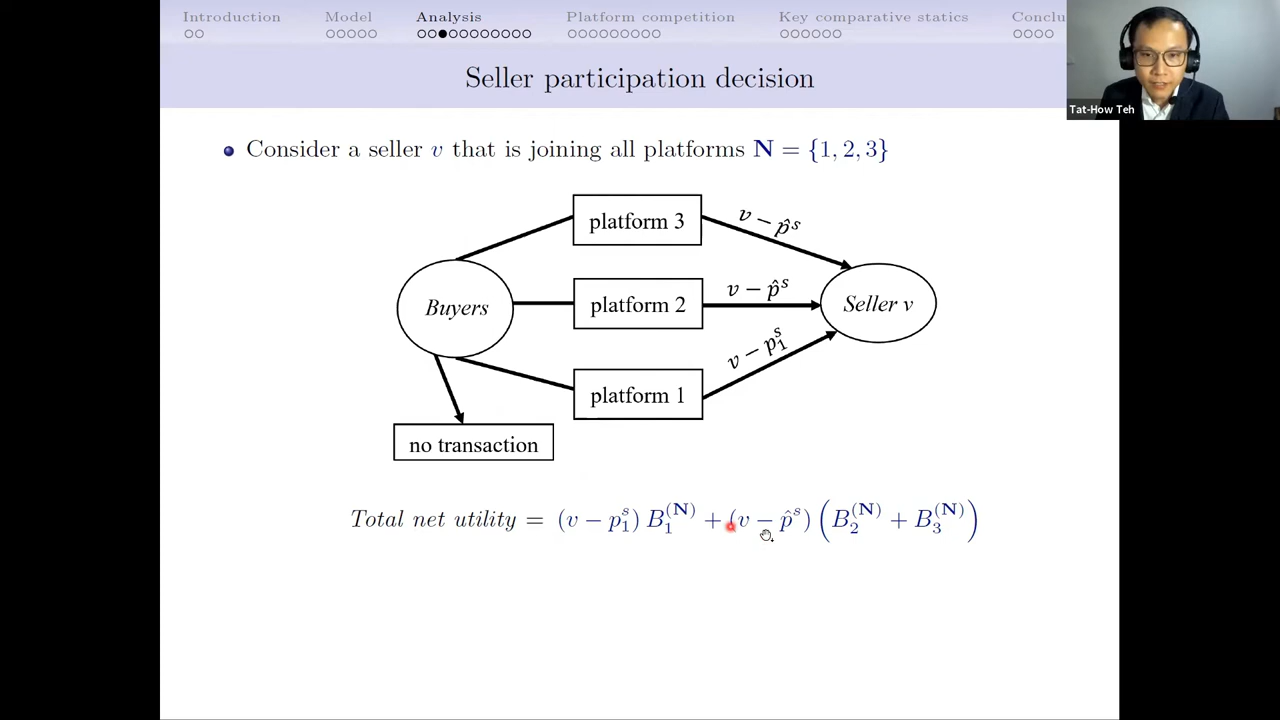 Introduction Model Analysis Platform competition Key comparative statics Conclu
Seller participation decision
Tat-How Teh
Consider a seller v that is joining all platforms N = {1, 2, 3}
platform 3
v − p̂ˢ
Buyers
platform 2
v − p̂ˢ
Seller v
v − p₁ˢ
platform 1
no transaction
Total net utility = (v − p₁ˢ) B₁⁽ᴺ⁾ + (v − p̂ˢ) (B₂⁽ᴺ⁾ + B₃⁽ᴺ⁾)